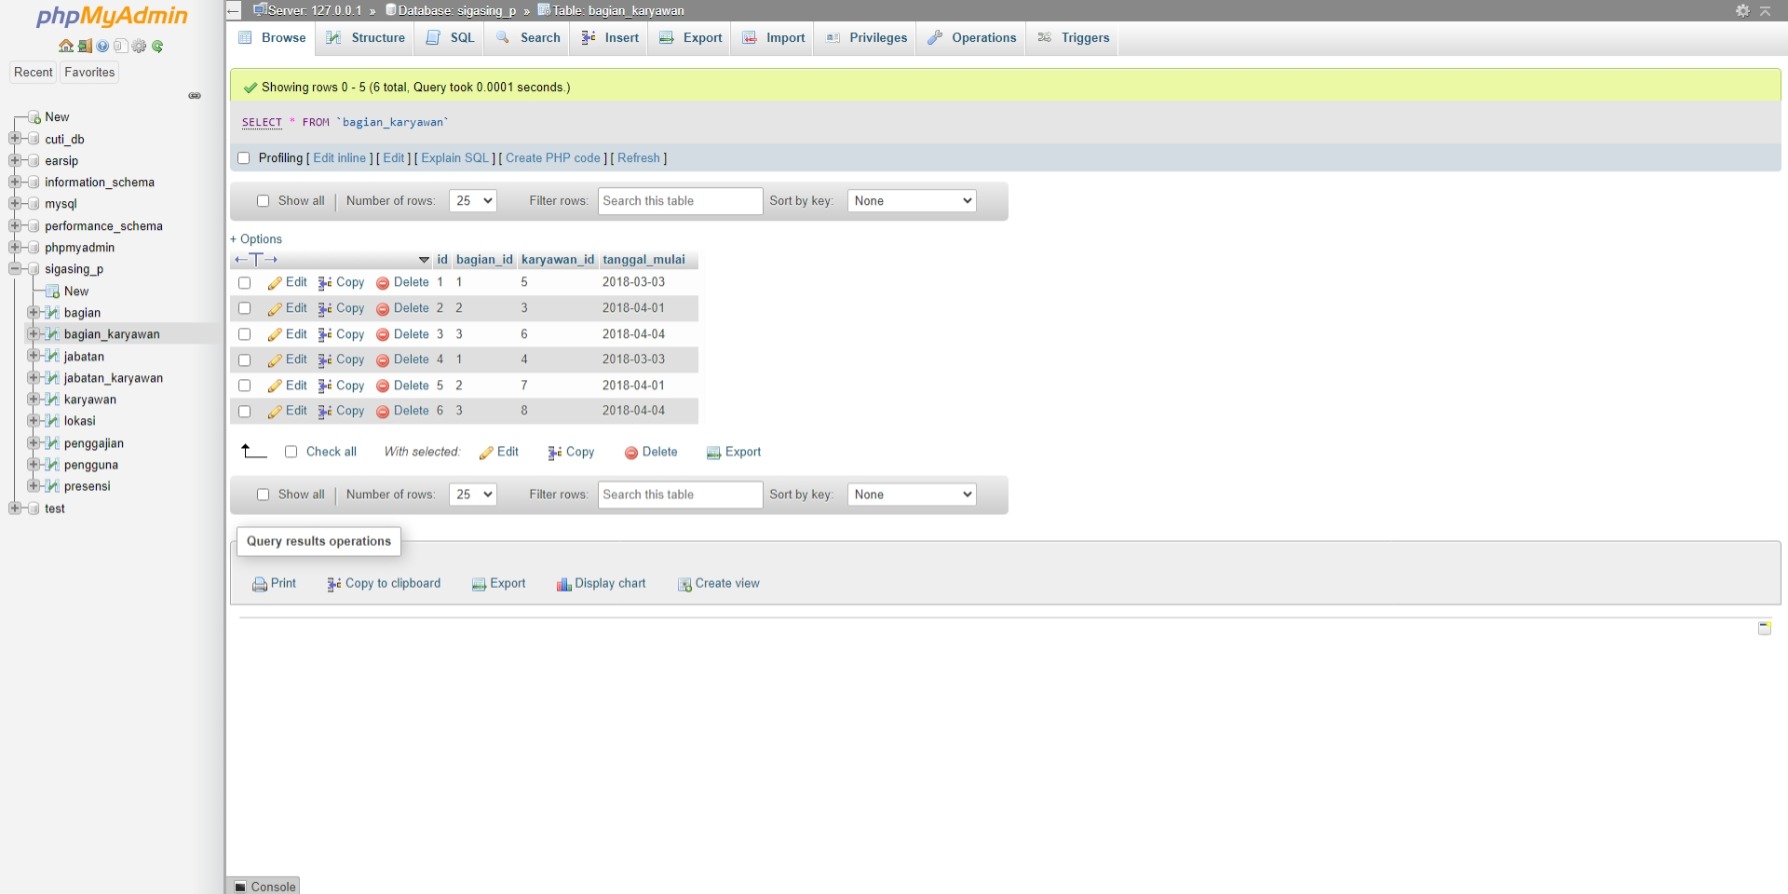 phpMyAdmin
Recent Favorites
New
cuti_db
earsip
information_schema
mysql
performance_schema
phpmyadmin
sigasing_p
New
bagian
bagian_karyawan
jabatan
jabatan_karyawan
karyawan
lokasi
penggajian
pengguna
presensi
test
Server: 127.0.0.1 » Database: sigasing_p » Table: bagian_karyawan
Browse Structure SQL Search Insert Export Import Privileges Operations Triggers
Showing rows 0 - 5 (6 total, Query took 0.0001 seconds.)
SELECT * FROM `bagian_karyawan`
Profiling [ Edit inline ] [ Edit ] [ Explain SQL ] [ Create PHP code ] [ Refresh ]
Show all Number of rows: 25 Filter rows: Search this table Sort by key: None
+ Options
id bagian_id karyawan_id tanggal_mulai
Edit Copy Delete 1 1 5 2018-03-03
Edit Copy Delete 2 2 3 2018-04-01
Edit Copy Delete 3 3 6 2018-04-04
Edit Copy Delete 4 1 4 2018-03-03
Edit Copy Delete 5 2 7 2018-04-01
Edit Copy Delete 6 3 8 2018-04-04
Check all With selected: Edit Copy Delete Export
Show all Number of rows: 25 Filter rows: Search this table Sort by key: None
Query results operations
Print Copy to clipboard Export Display chart Create view
Console